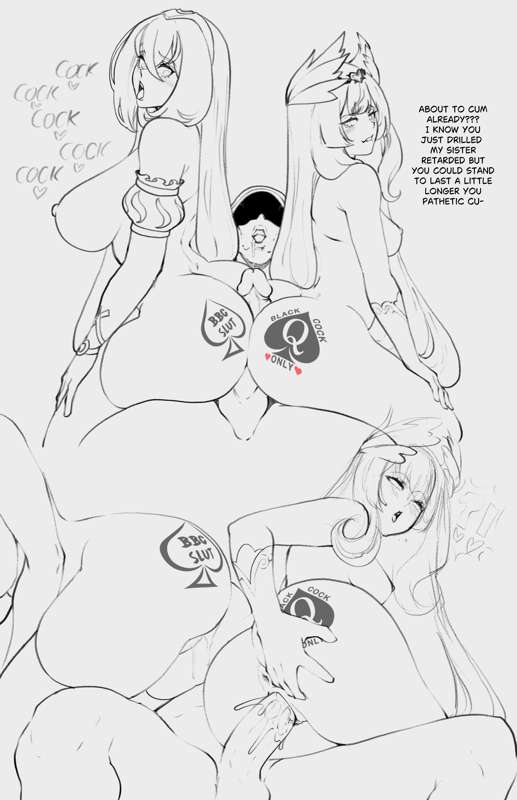 COCK
COCK
COCK
COCK
COCK
ABOUT TO CUM
ALREADY???
I KNOW YOU
JUST DRILLED
MY SISTER
RETARDED BUT
YOU COULD STAND
TO LAST A LITTLE
LONGER YOU
PATHETIC CU-
BBC
SLUT
BLACK
COCK
Q
ONLY
BBC
SLUT
COCK
Q